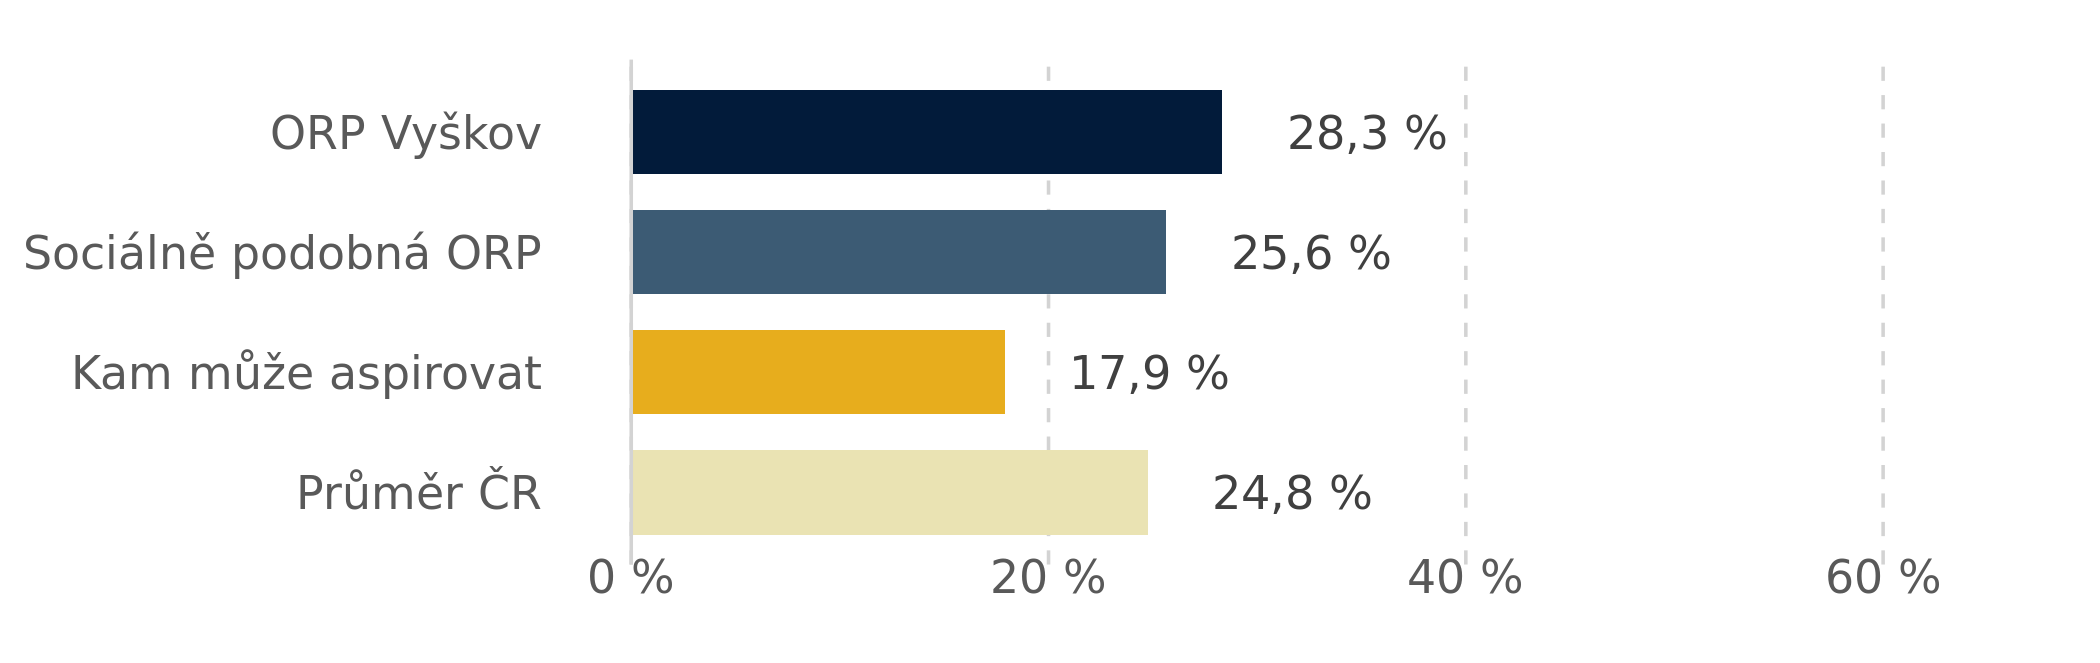 ORP Vyškov 28,3 %
Sociálně podobná ORP 25,6 %
Kam může aspirovat 17,9 %
Průměr ČR 24,8 %
0 % 20 % 40 % 60 %